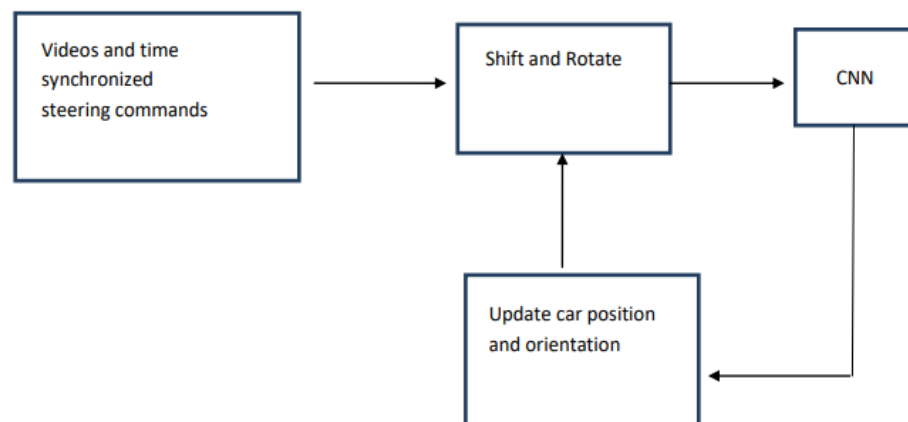 Videos and time
synchronized
steering commands
Shift and Rotate
CNN
Update car position
and orientation